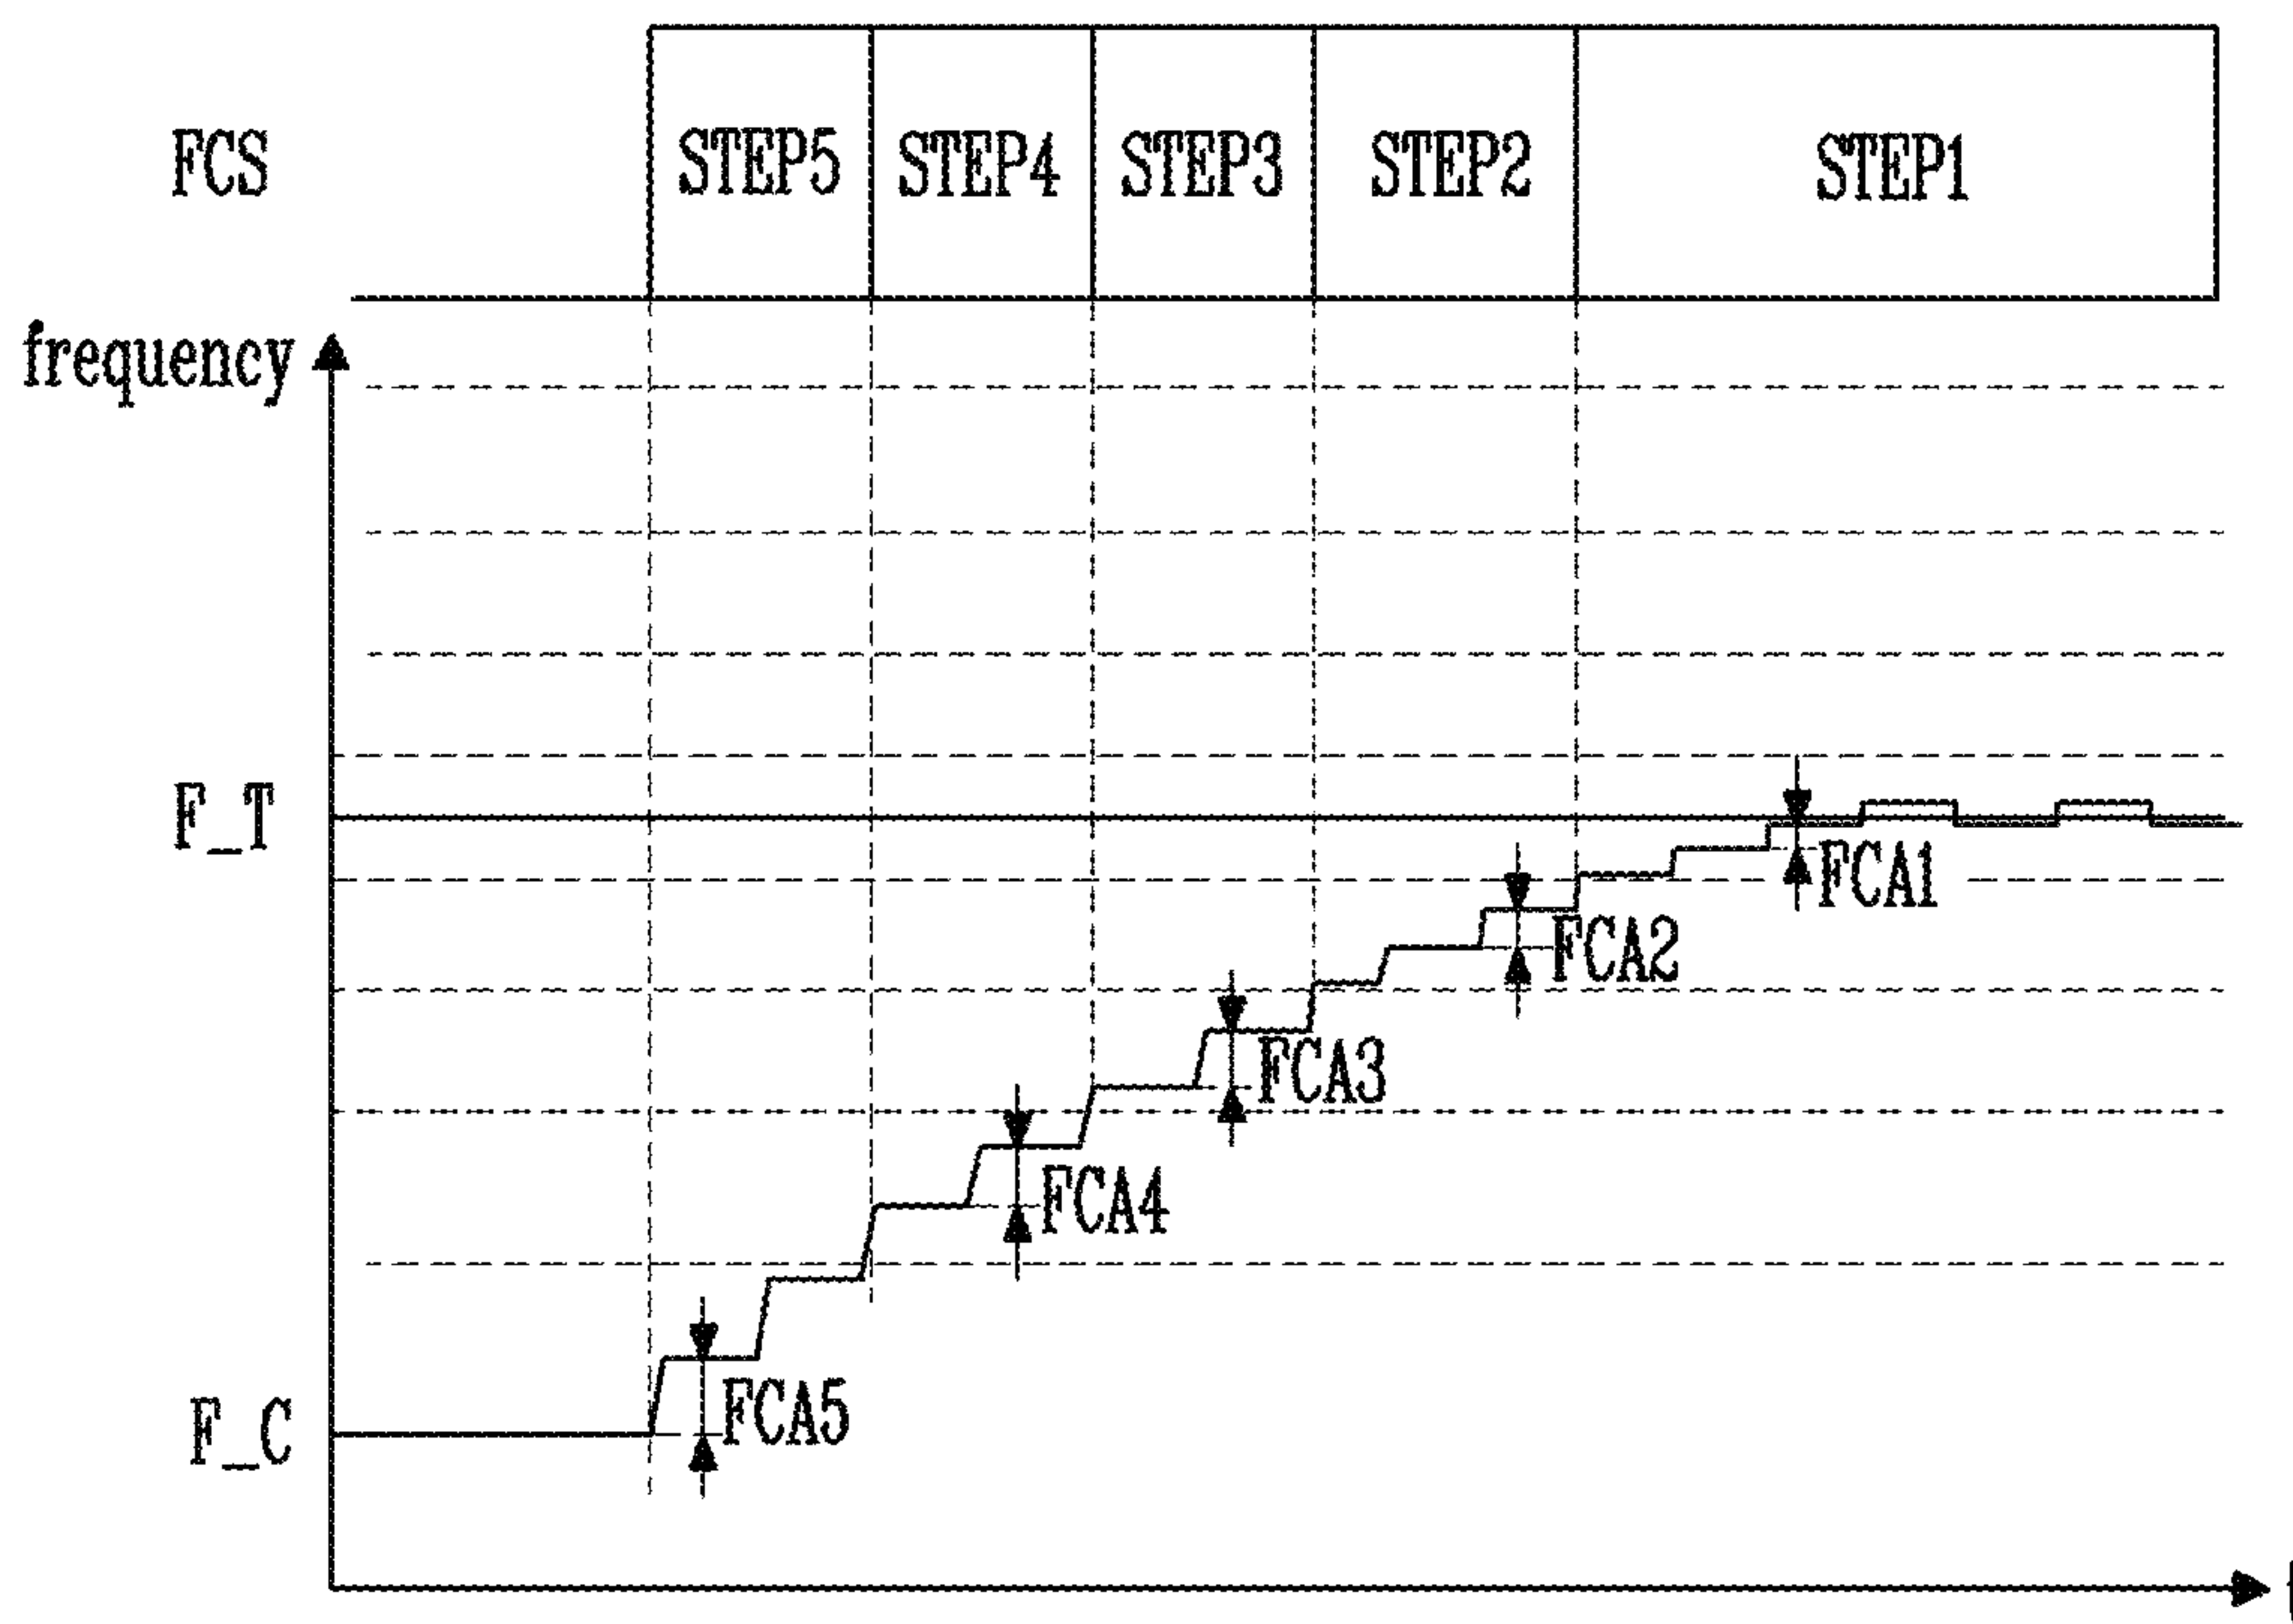 FCS STEP5 STEP4 STEP3 STEP2 STEP1
frequency
F_T
FCA1
FCA2
FCA3
FCA4
FCA5
F_C